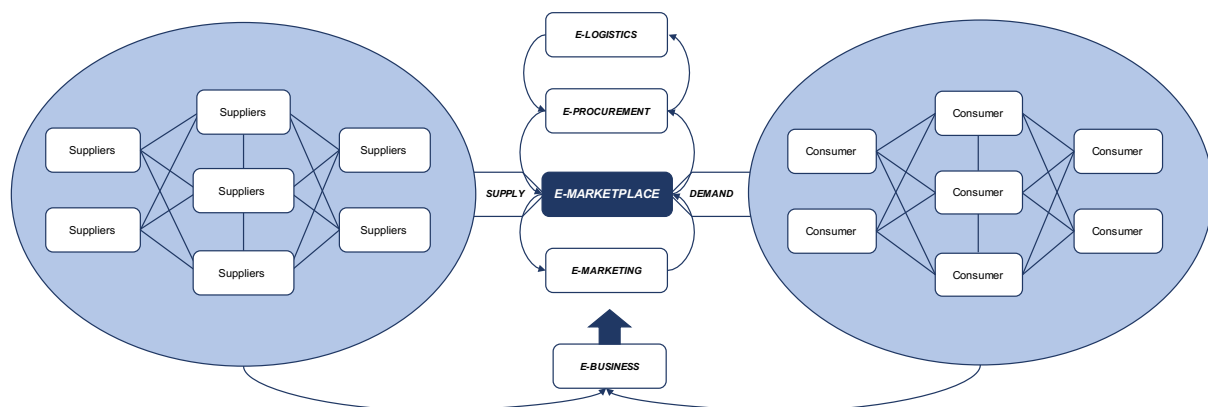 E-LOGISTICS
E-PROCUREMENT
Suppliers
Suppliers
Suppliers
Suppliers
Suppliers
Suppliers
Suppliers
SUPPLY
E-MARKETPLACE
DEMAND
Consumer
Consumer
Consumer
Consumer
Consumer
Consumer
Consumer
E-MARKETING
E-BUSINESS